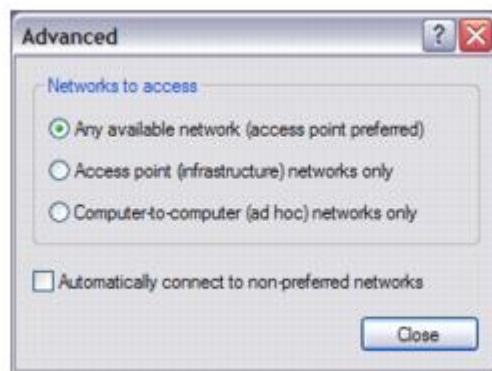 Advanced
?
Networks to access
Any available network (access point preferred)
Access point (infrastructure) networks only
Computer-to-computer (ad hoc) networks only
Automatically connect to non-preferred networks
Close